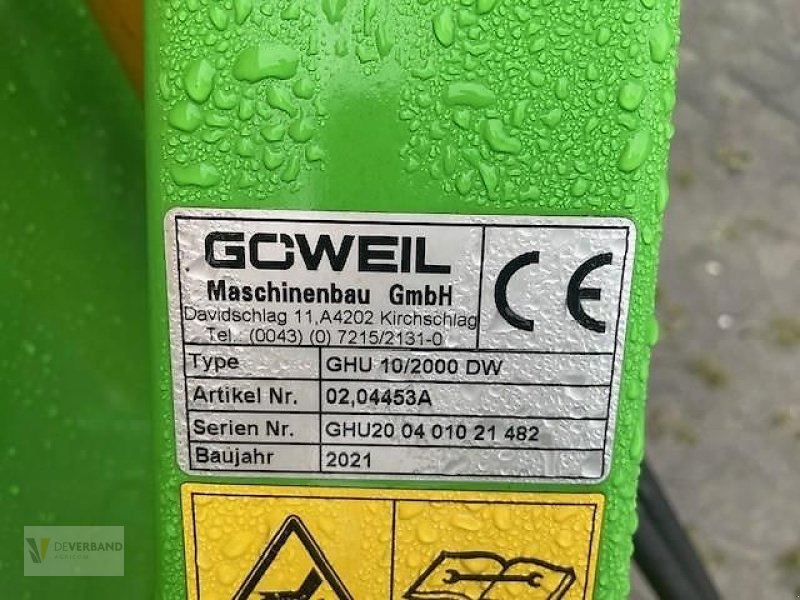 GÖWEIL
Maschinenbau GmbH
Davidschlag 11,A4202 Kirchschlag
Tel.: (0043) (0) 7215/2131-0
CE
Type GHU 10/2000 DW
Artikel Nr. 02,04453A
Serien Nr. GHU20 04 010 21 482
Baujahr 2021
DEVERBAND
AGRICOM